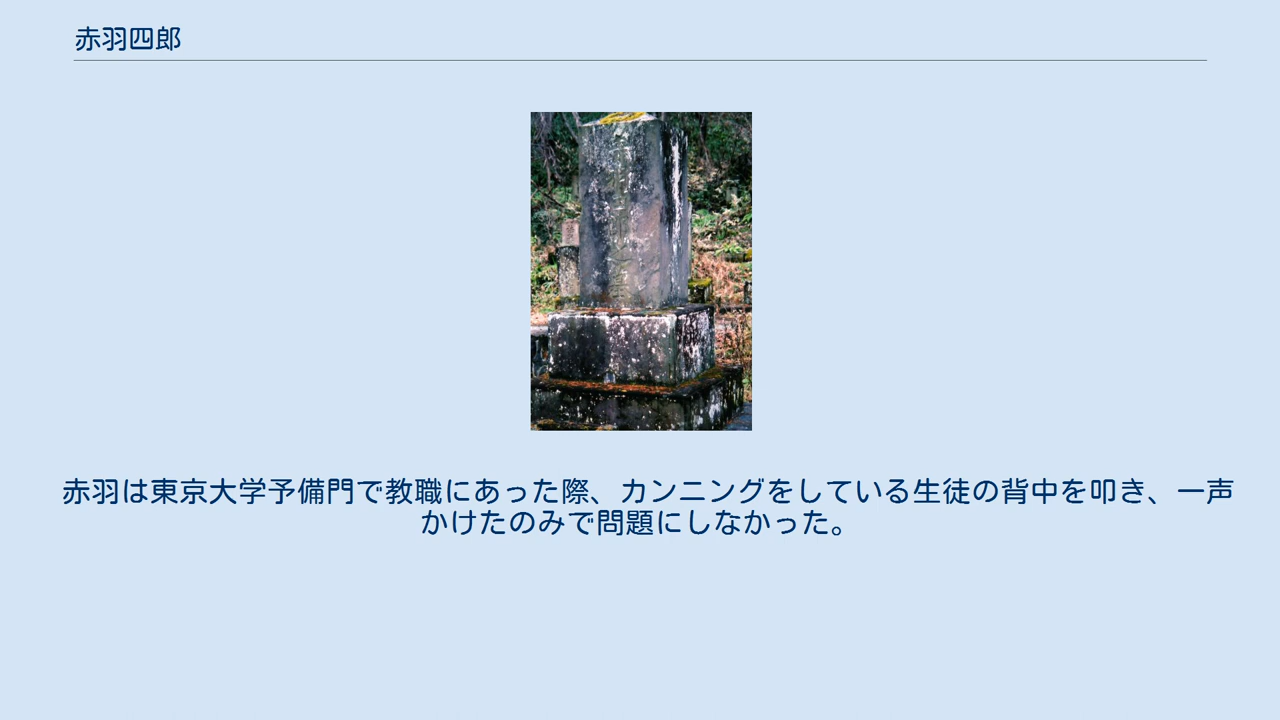 赤羽四郎
赤羽は東京大学予備門で教職にあった際、カンニングをしている生徒の背中を叩き、一声
かけたのみで問題にしなかった。